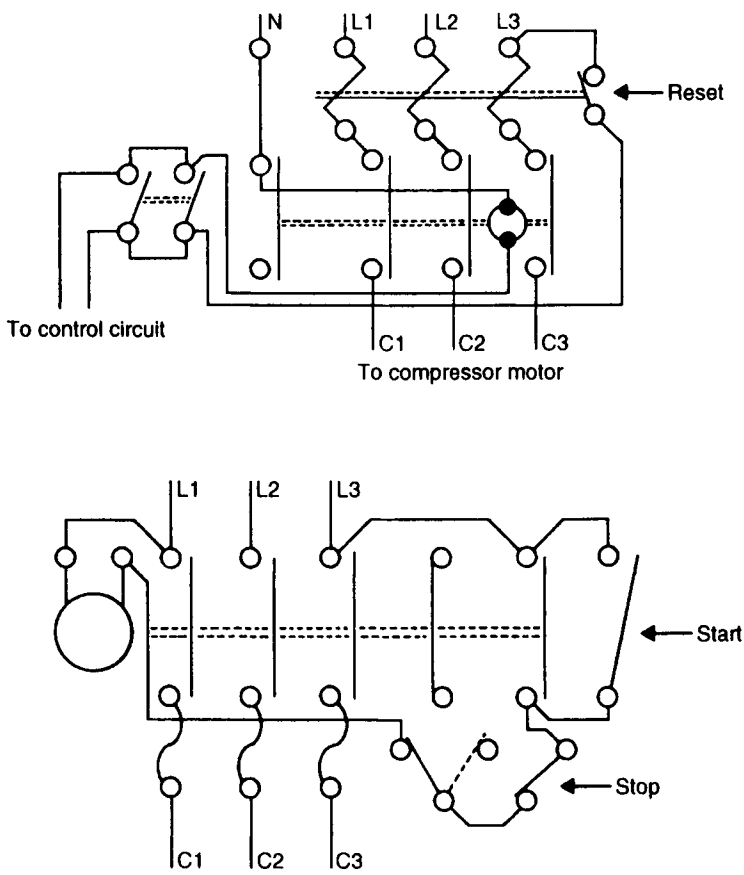 N L1 L2 L3
Reset
To control circuit
C1 C2 C3
To compressor motor
L1 L2 L3
Start
Stop
C1 C2 C3